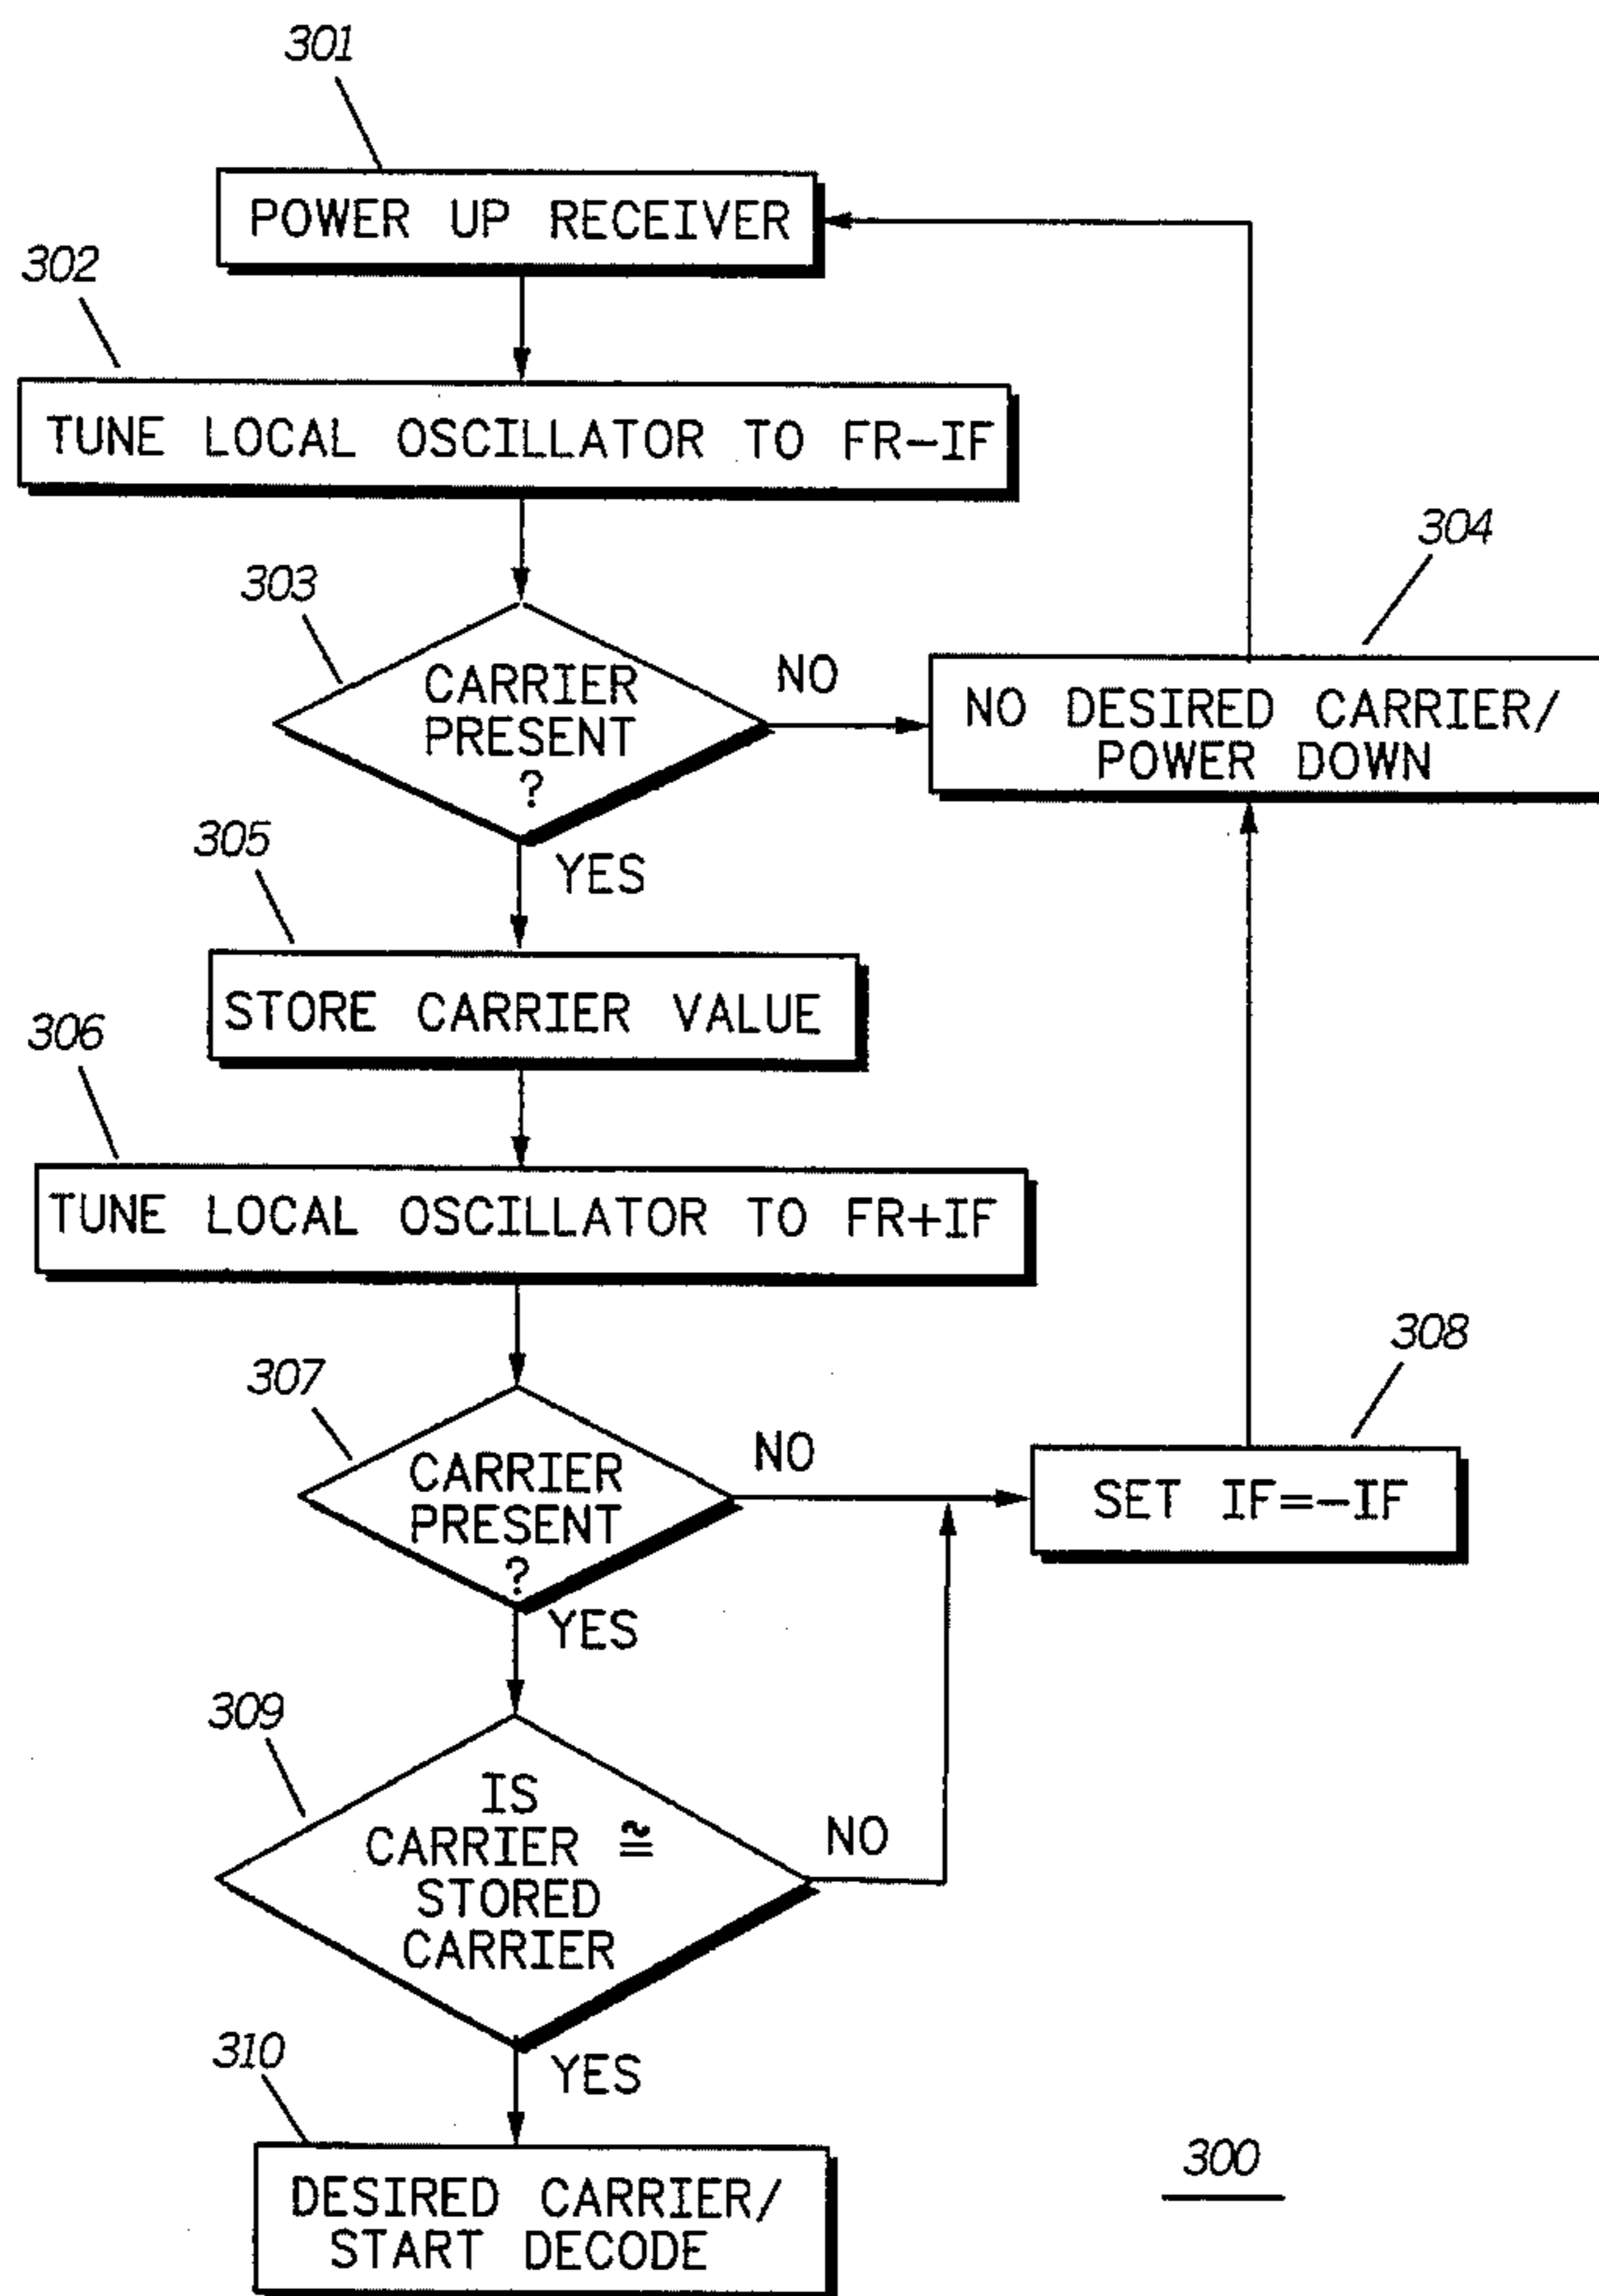 301
POWER UP RECEIVER
302
TUNE LOCAL OSCILLATOR TO FR-IF
303
CARRIER
PRESENT
?
NO
304
NO DESIRED CARRIER/
POWER DOWN
YES
305
STORE CARRIER VALUE
306
TUNE LOCAL OSCILLATOR TO FR+IF
307
CARRIER
PRESENT
?
NO
308
SET IF=-IF
YES
309
IS
CARRIER ≅
STORED
CARRIER
NO
YES
310
DESIRED CARRIER/
START DECODE
300